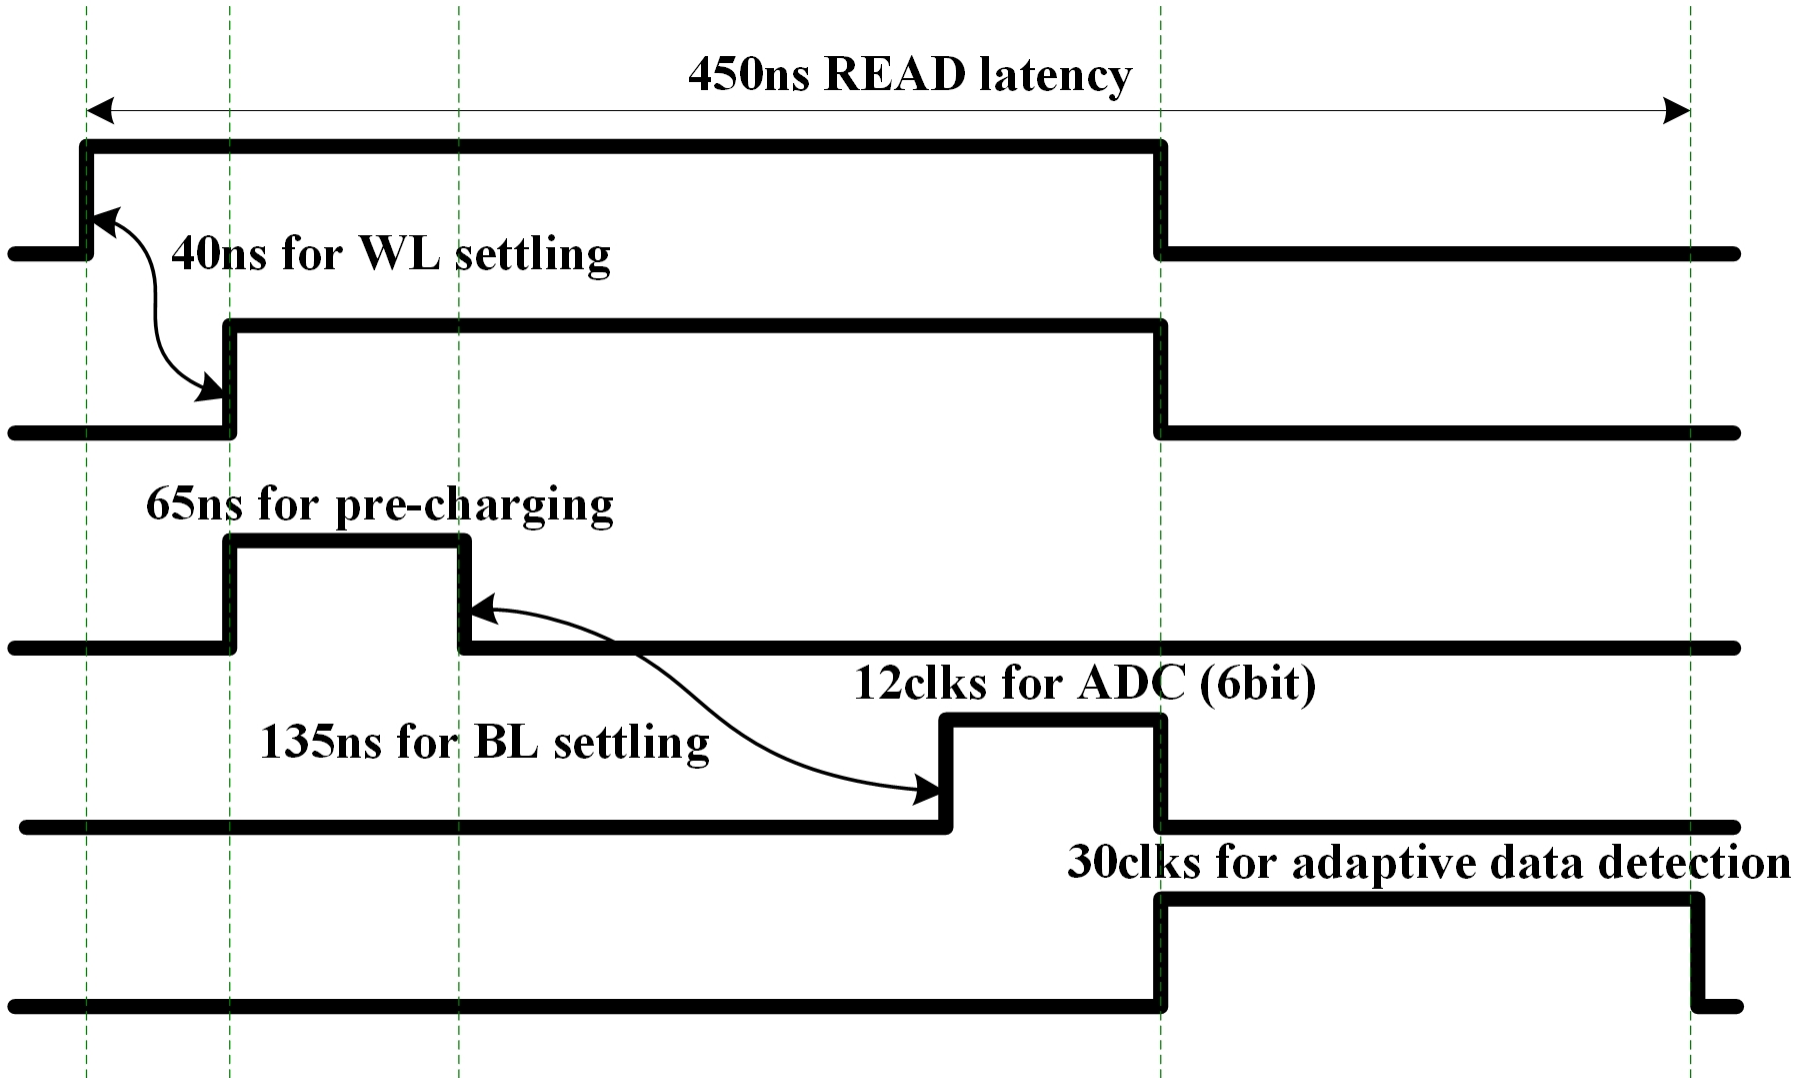 450ns READ latency
40ns for WL settling
65ns for pre-charging
12clks for ADC (6bit)
135ns for BL settling
30clks for adaptive data detection